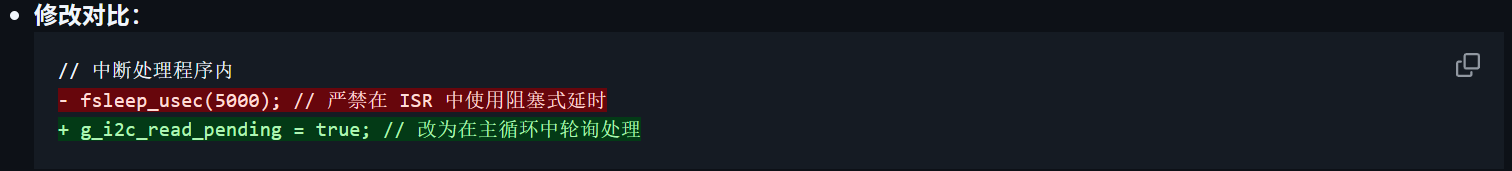 • 修改对比：
// 中断处理程序内
- fsleep_usec(5000); // 严禁在 ISR 中使用阻塞式延时
+ g_i2c_read_pending = true; // 改为在主循环中轮询处理